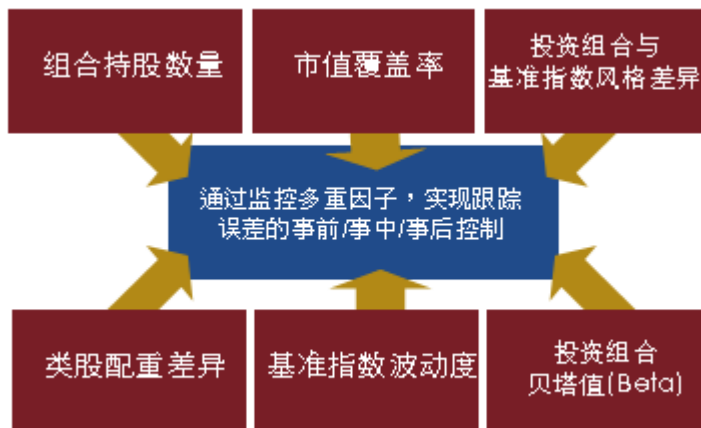 组合持股数量
市值覆盖率
投资组合与
基准指数风格差异
通过监控多重因子，实现跟踪
误差的事前/事中/事后控制
类股配重差异
基准指数波动度
投资组合
贝塔值(Beta)